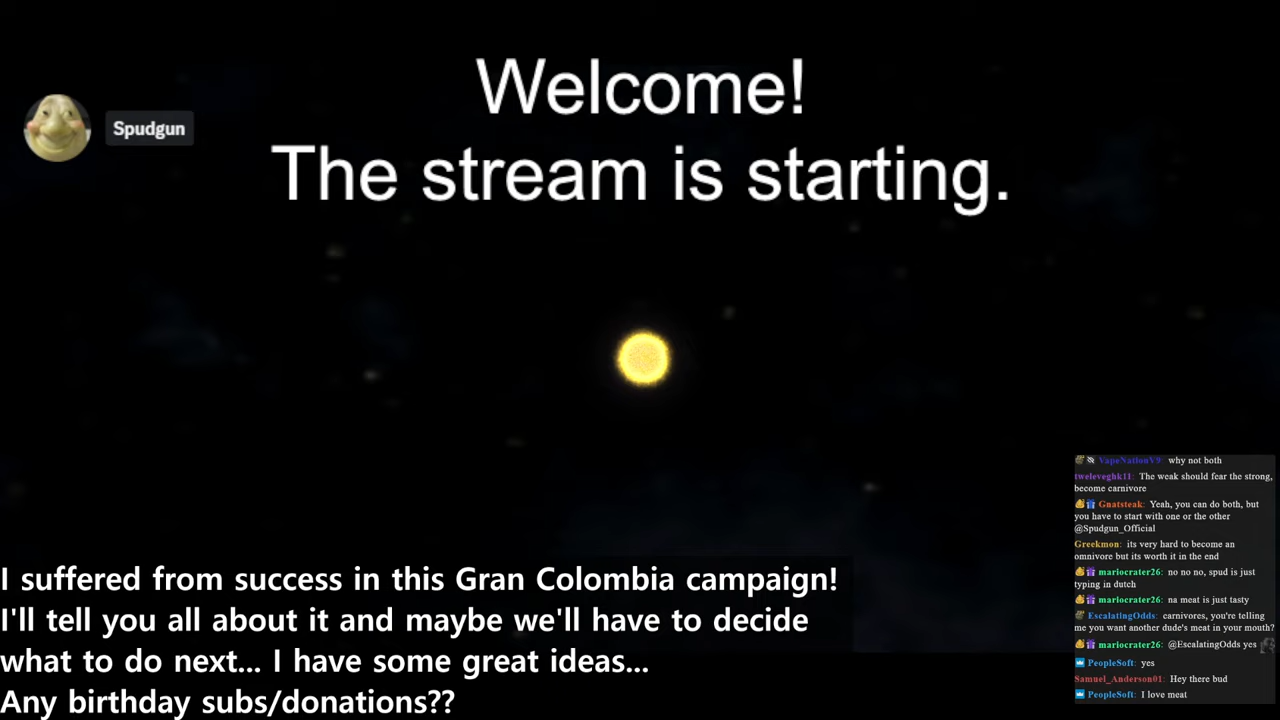 Welcome!
The stream is starting.
Spudgun
I suffered from success in this Gran Colombia campaign!
I'll tell you all about it and maybe we'll have to decide
what to do next... I have some great ideas...
Any birthday subs/donations??
VapeNationV9: why not both
tweleveghk11: The weak should fear the strong,
become carnivore
Gnatsteak: Yeah, you can do both, but
you have to start with one or the other
@Spudgun_Official
Greekmon: its very hard to become an
omnivore but its worth it in the end
mariocrater26: no no no, spud is just
typing in dutch
mariocrater26: na meat is just tasty
EscalatingOdds: carnivores, you're telling
me you want another dude's meat in your mouth?
mariocrater26: @EscalatingOdds yes
PeopleSoft: yes
Samuel_Anderson01: Hey there bud
PeopleSoft: I love meat